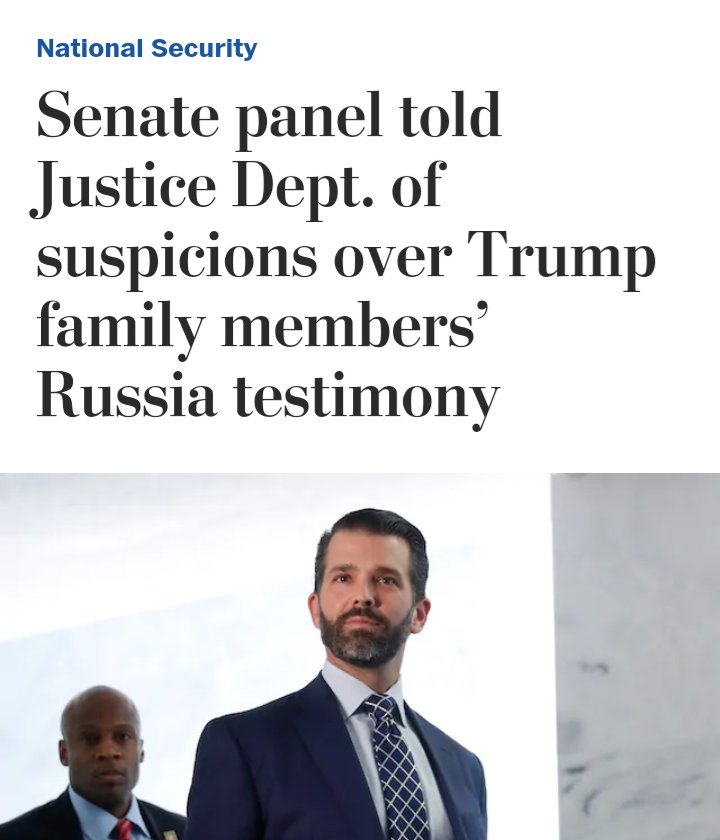 National Security
Senate panel told
Justice Dept. of
suspicions over Trump
family members’
Russia testimony